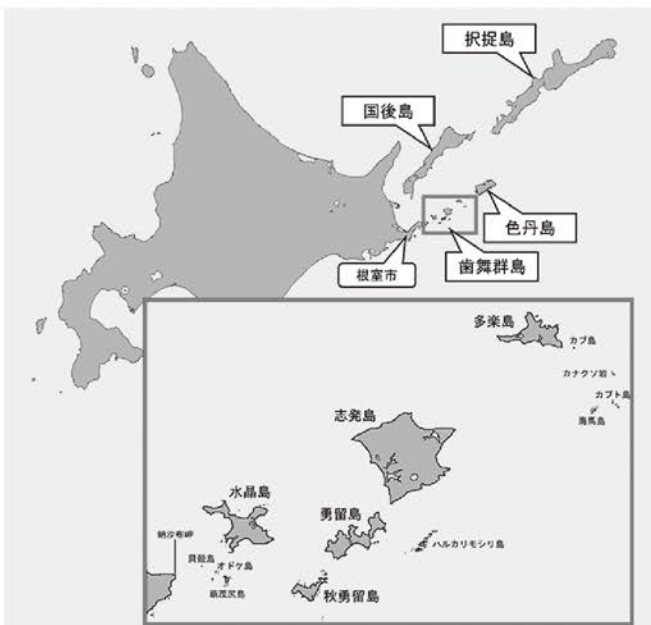 択捉島
国後島
色丹島
根室市
歯舞群島
多楽島
カブ島
カナクソ岩
カブト島
海馬島
志発島
水晶島
勇留島
納沙布岬
ハルカリモシリ島
貝殻島
オドケ島
萌茂尻島
秋勇留島